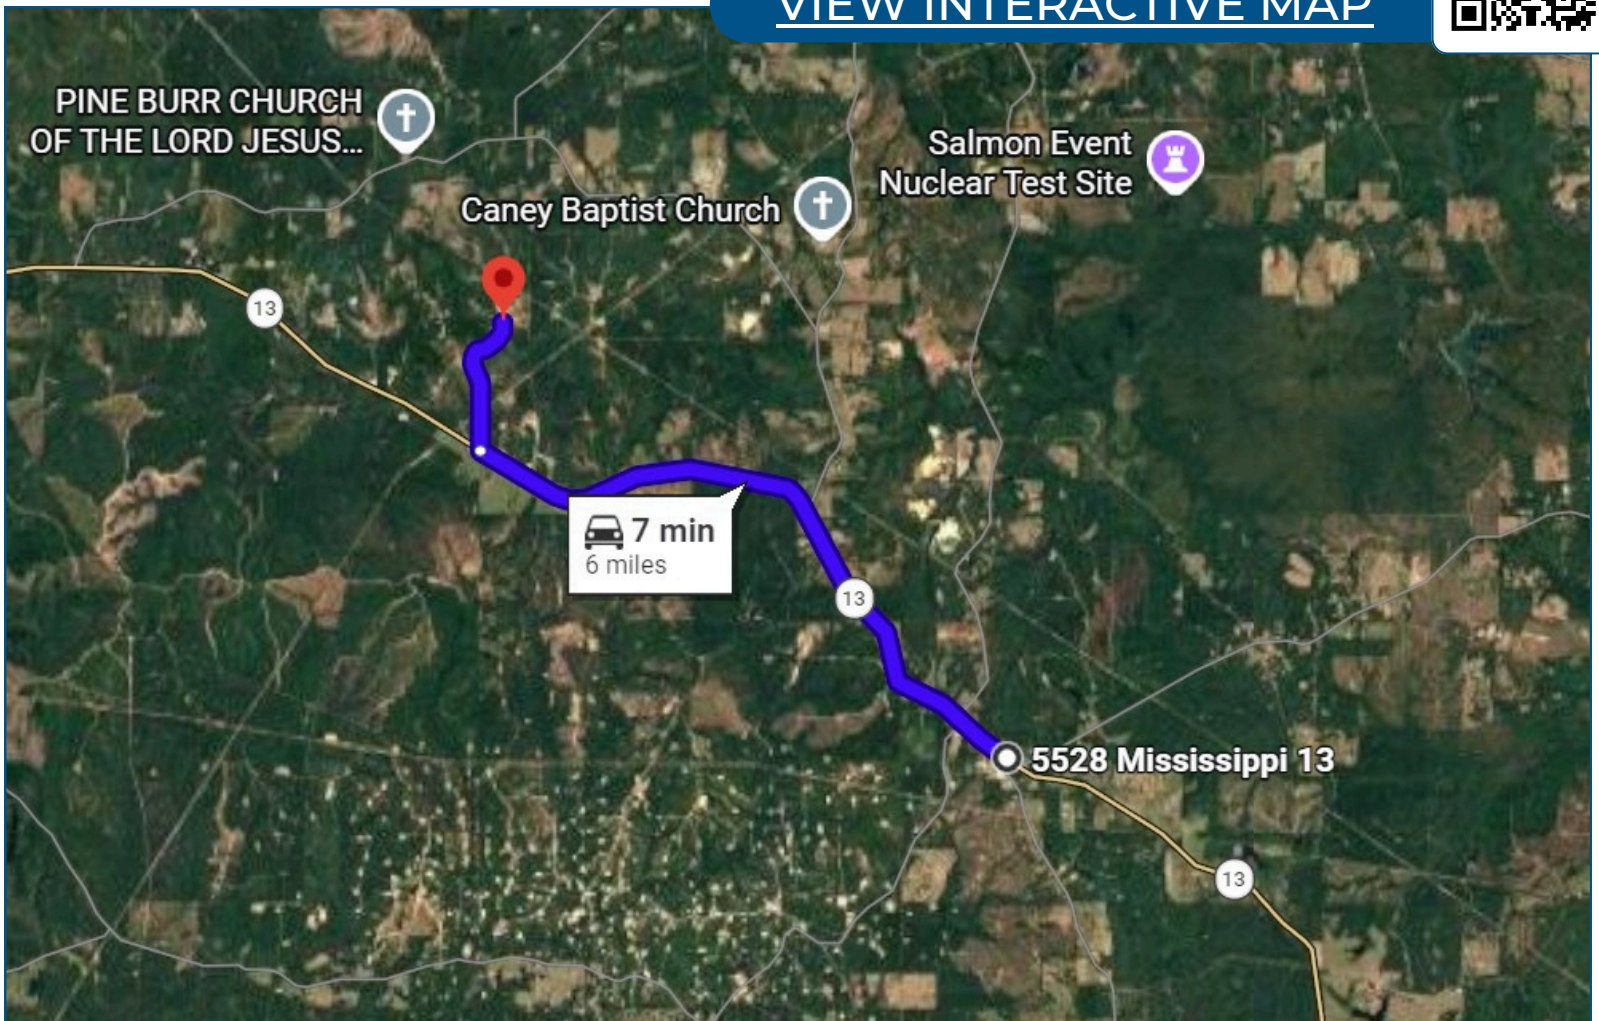 VIEW INTERACTIVE MAP
PINE BURR CHURCH
OF THE LORD JESUS...
Salmon Event
Nuclear Test Site
Caney Baptist Church
13
7 min
6 miles
13
5528 Mississippi 13
13